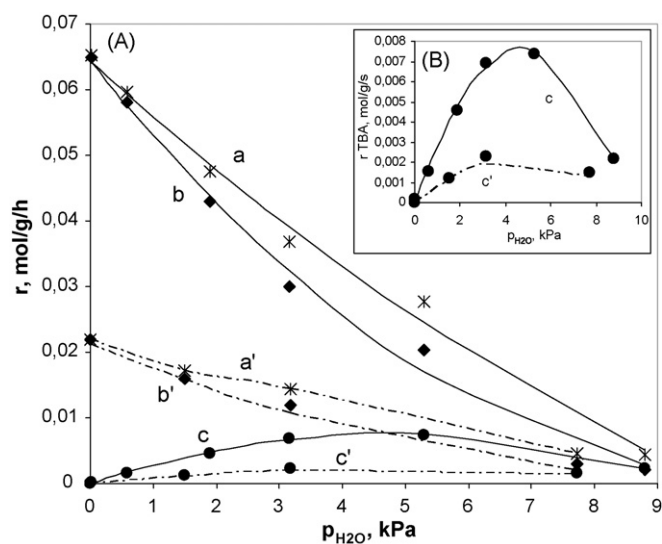 0,07
(A)
0,06
0,05
0,04
0,03
0,02
0,01
0
r, mol/g/h
a
b
a'
b'
c
c'
0 1 2 3 4 5 6 7 8 9
pH2O, kPa
(B)
0,008
0,007
0,006
0,005
0,004
0,003
0,002
0,001
0,000
r TBA, mol/g/s
c
c'
0 2 4 6 8 10
pH2O, kPa